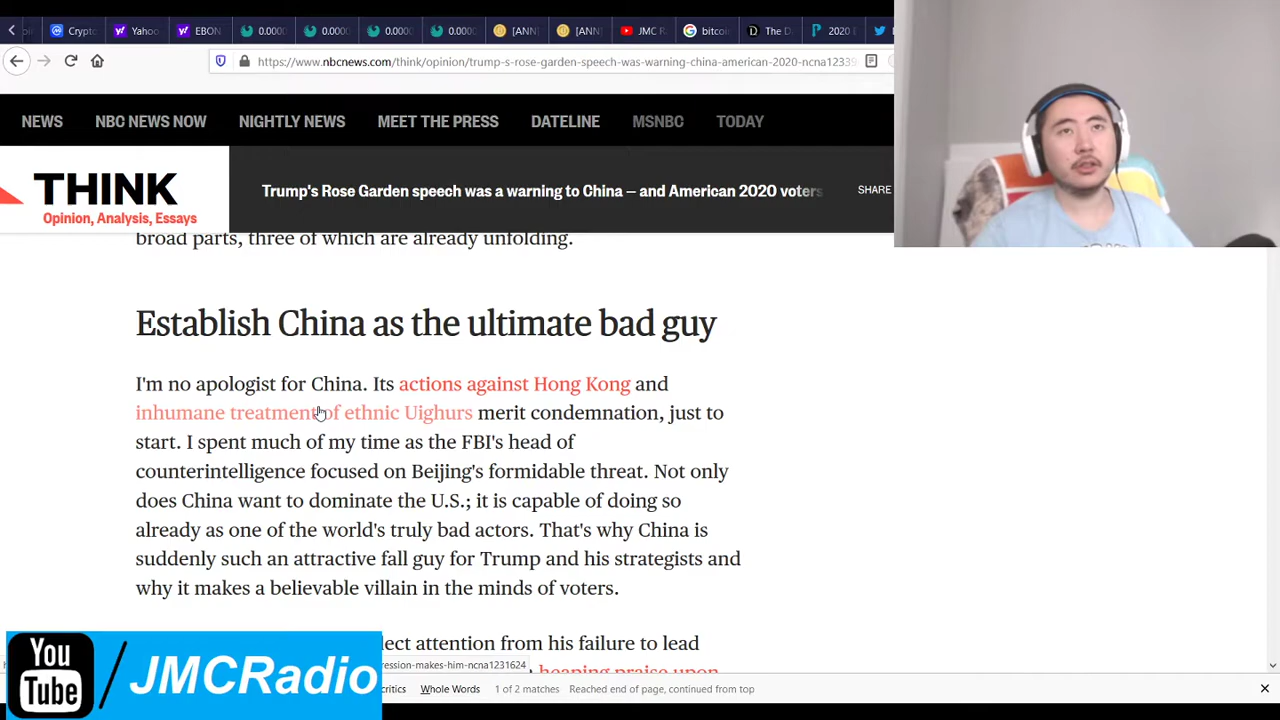 Crypto
Yahoo
EBON
0.0000
0.0000
0.0000
0.0000
[ANN]
[ANN]
JMC R
bitcoi
The D
2020 E
https://www.nbcnews.com/think/opinion/trump-s-rose-garden-speech-was-warning-china-american-2020-ncna1233
NEWS NBC NEWS NOW NIGHTLY NEWS MEET THE PRESS DATELINE MSNBC TODAY
THINK
Opinion, Analysis, Essays
Trump's Rose Garden speech was a warning to China — and American 2020 voters
SHARE
broad parts, three of which are already unfolding.
Establish China as the ultimate bad guy
I'm no apologist for China. Its actions against Hong Kong and
inhumane treatment of ethnic Uighurs merit condemnation, just to
start. I spent much of my time as the FBI's head of
counterintelligence focused on Beijing's formidable threat. Not only
does China want to dominate the U.S.; it is capable of doing so
already as one of the world's truly bad actors. That's why China is
suddenly such an attractive fall guy for Trump and his strategists and
why it makes a believable villain in the minds of voters.
lect attention from his failure to lead
ression-makes-him-ncna1231624
heaping praise upon
You
Tube
/JMCRadio
critics Whole Words 1 of 2 matches Reached end of page, continued from top